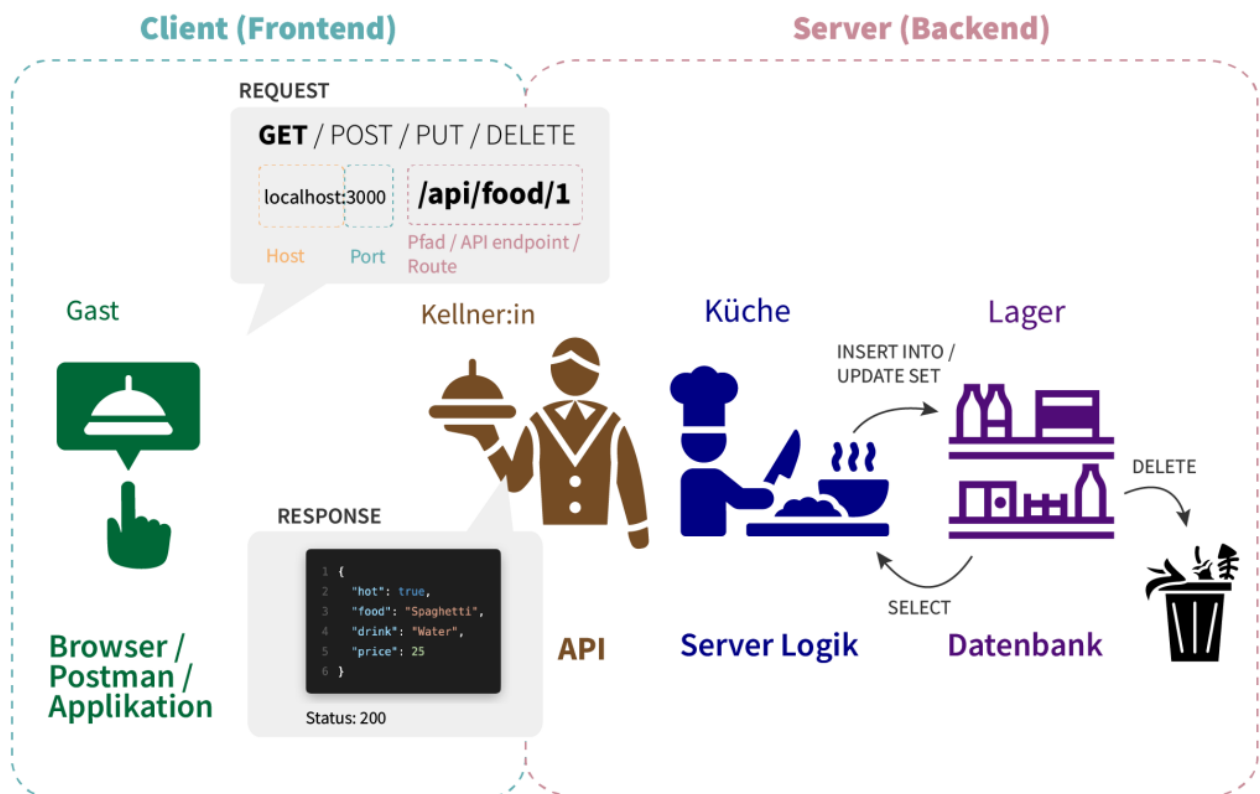 Client (Frontend)
Server (Backend)
REQUEST
GET / POST / PUT / DELETE
localhost:3000
/api/food/1
Host
Port
Pfad / API endpoint /
Route
Gast
Kellner:in
Küche
Lager
INSERT INTO /
UPDATE SET
DELETE
SELECT
RESPONSE
1 {
2 "hot": true,
3 "food": "Spaghetti",
4 "drink": "Water",
5 "price": 25
6 }
Status: 200
Browser /
Postman /
Applikation
API
Server Logik
Datenbank